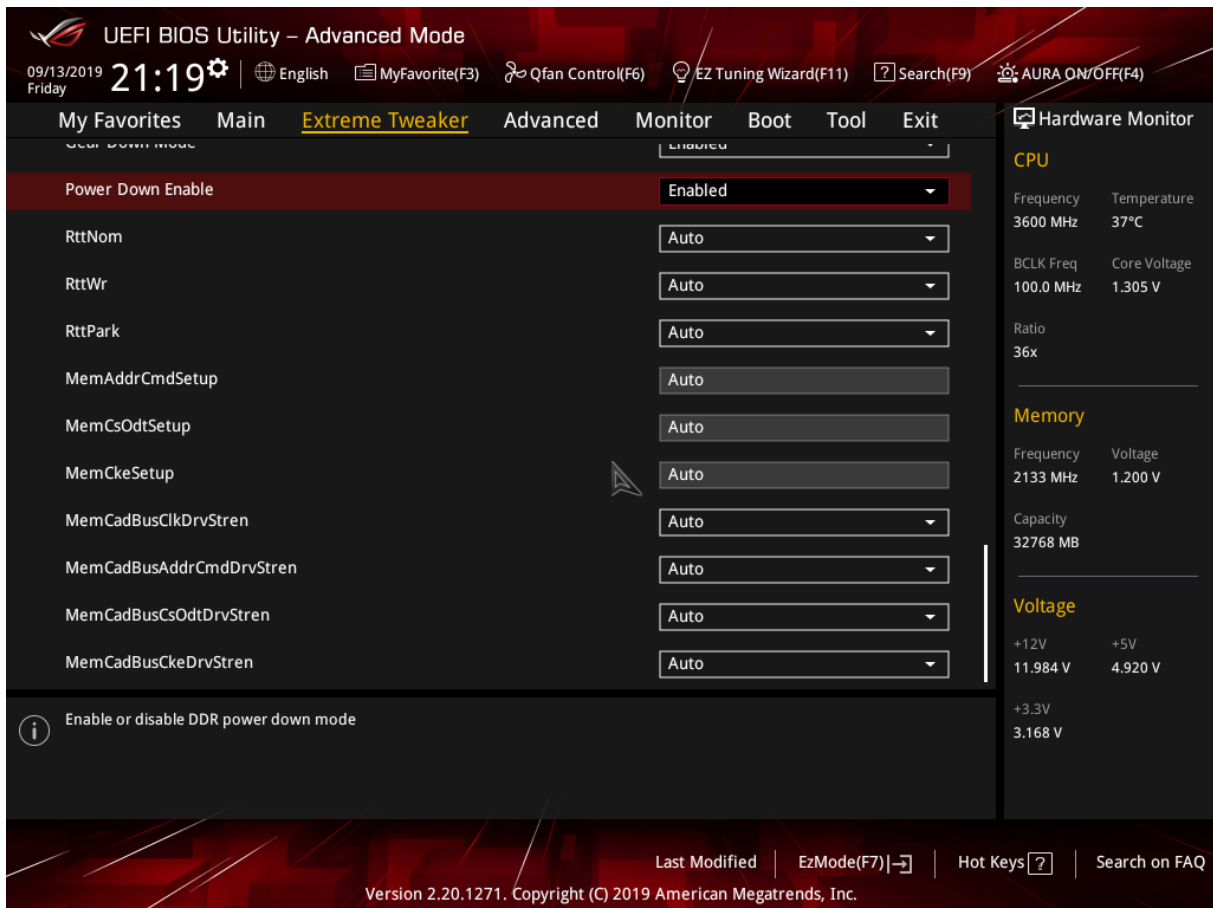 UEFI BIOS Utility – Advanced Mode
09/13/2019 21:19 English MyFavorite(F3) Qfan Control(F6) EZ Tuning Wizard(F11) ? Search(F9) AURA ON/OFF(F4)
Friday
My Favorites Main Extreme Tweaker Advanced Monitor Boot Tool Exit
Hardware Monitor
Gear Down Mode Enabled
Power Down Enable Enabled
RttNom Auto
RttWr Auto
RttPark Auto
MemAddrCmdSetup Auto
MemCsOdtSetup Auto
MemCkeSetup Auto
MemCadBusClkDrvStren Auto
MemCadBusAddrCmdDrvStren Auto
MemCadBusCsOdtDrvStren Auto
MemCadBusCkeDrvStren Auto
i Enable or disable DDR power down mode
CPU
Frequency Temperature
3600 MHz 37°C
BCLK Freq Core Voltage
100.0 MHz 1.305 V
Ratio
36x
Memory
Frequency Voltage
2133 MHz 1.200 V
Capacity
32768 MB
Voltage
+12V +5V
11.984 V 4.920 V
+3.3V
3.168 V
Last Modified EzMode(F7) Hot Keys ? Search on FAQ
Version 2.20.1271. Copyright (C) 2019 American Megatrends, Inc.